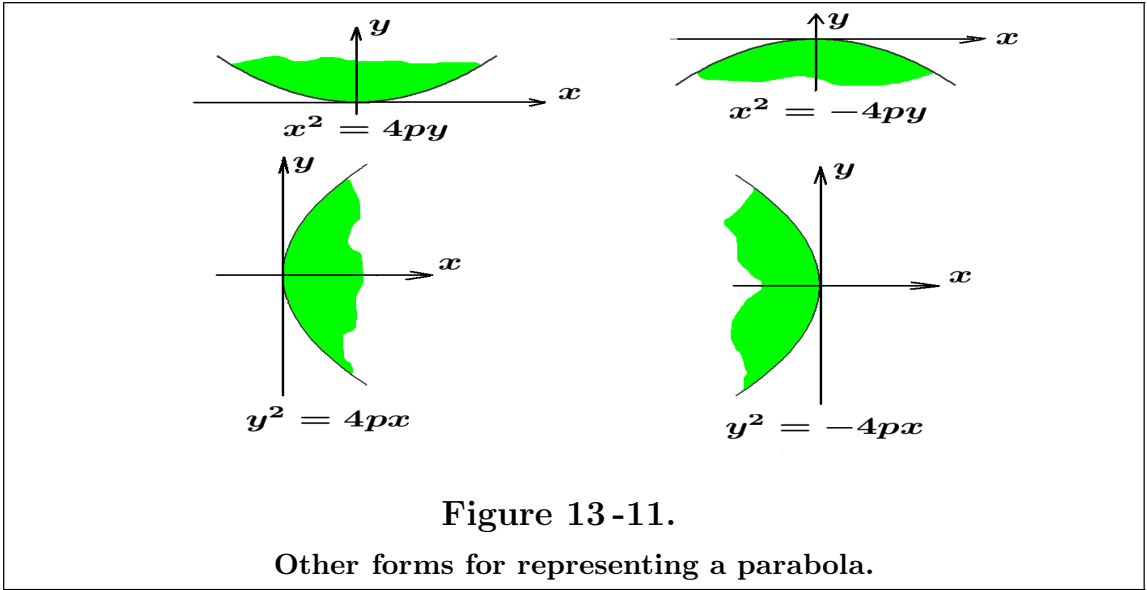 y
x
x² = 4py
y
x
x² = −4py
y
x
y² = 4px
y
x
y² = −4px
Figure 13-11.
Other forms for representing a parabola.